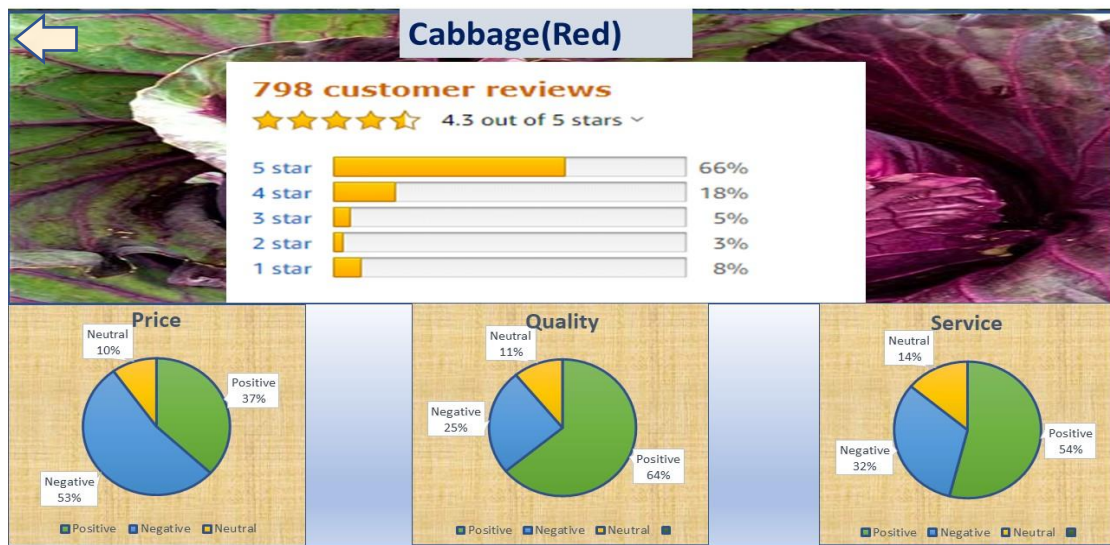 Cabbage(Red)
798 customer reviews
4.3 out of 5 stars
5 star 66%
4 star 18%
3 star 5%
2 star 3%
1 star 8%
Price
Neutral
10%
Positive
37%
Negative
53%
Positive Negative Neutral
Quality
Neutral
11%
Negative
25%
Positive
64%
Positive Negative Neutral
Service
Neutral
14%
Positive
54%
Negative
32%
Positive Negative Neutral